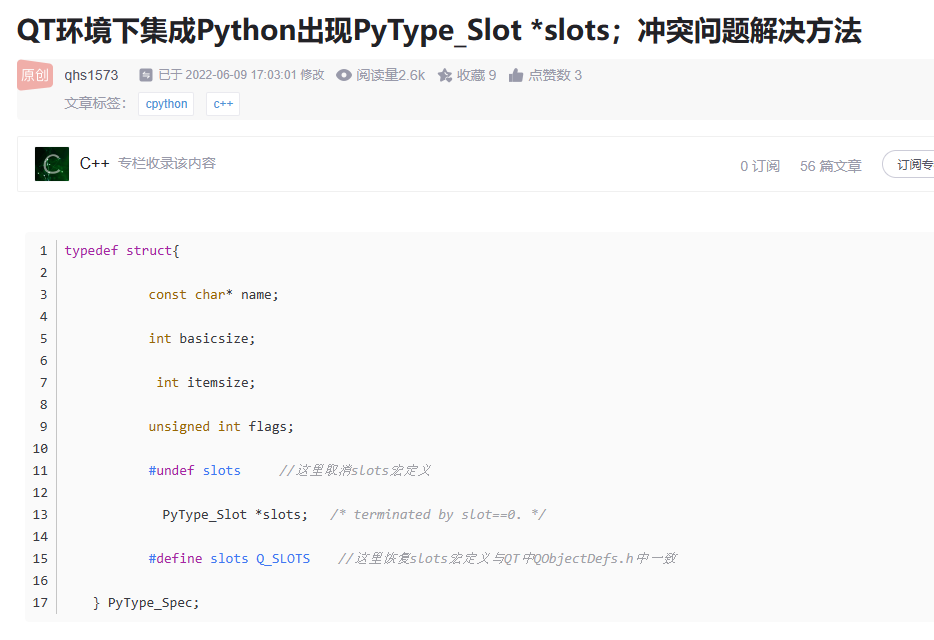 QT环境下集成Python出现PyType_Slot *slots；冲突问题解决方法
原创 qhs1573 已于 2022-06-09 17:03:01 修改 阅读量2.6k 收藏 9 点赞数 3
文章标签： cpython c++
C++ 专栏收录该内容 0 订阅 56 篇文章 订阅专
1 typedef struct{
2
3 const char* name;
4
5 int basicsize;
6
7 int itemsize;
8
9 unsigned int flags;
10
11 #undef slots //这里取消slots宏定义
12
13 PyType_Slot *slots; /* terminated by slot==0. */
14
15 #define slots Q_SLOTS //这里恢复slots宏定义与QT中QObjectDefs.h中一致
16
17 } PyType_Spec;